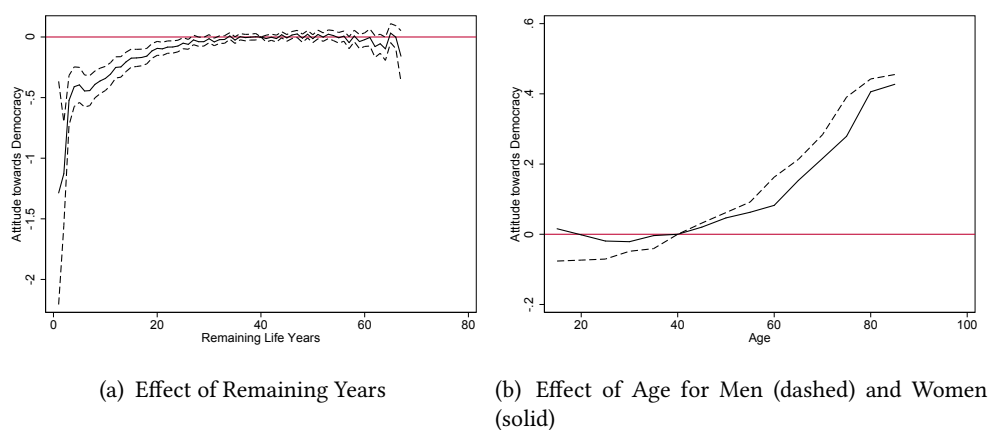 Attitude towards Democracy
0
-.5
-1
-1.5
-2
0 20 40 60 80
Remaining Life Years
(a) Effect of Remaining Years
Attitude towards Democracy
.6
.4
.2
0
-.2
20 40 60 80 100
Age
(b) Effect of Age for Men (dashed) and Women
(solid)